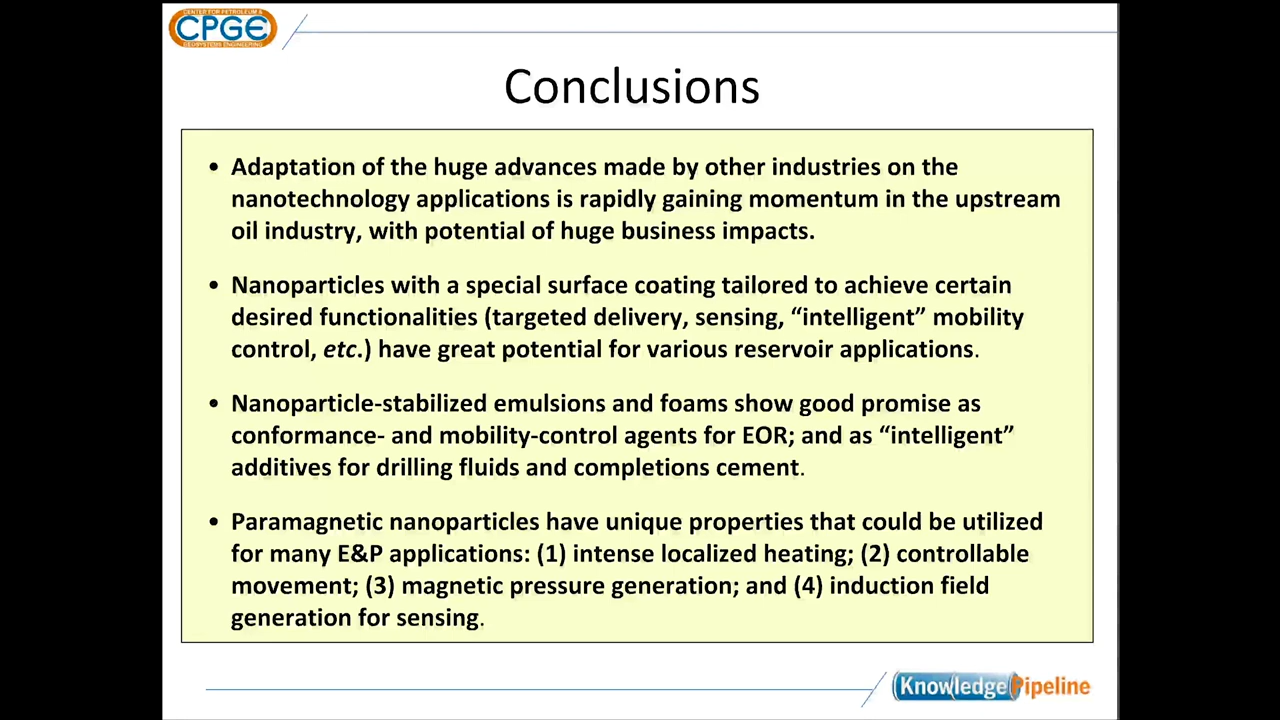 CENTER FOR PETROLEUM &
CPGE
GEOSYSTEMS ENGINEERING
Conclusions
• Adaptation of the huge advances made by other industries on the
nanotechnology applications is rapidly gaining momentum in the upstream
oil industry, with potential of huge business impacts.
• Nanoparticles with a special surface coating tailored to achieve certain
desired functionalities (targeted delivery, sensing, “intelligent” mobility
control, etc.) have great potential for various reservoir applications.
• Nanoparticle-stabilized emulsions and foams show good promise as
conformance- and mobility-control agents for EOR; and as “intelligent”
additives for drilling fluids and completions cement.
• Paramagnetic nanoparticles have unique properties that could be utilized
for many E&P applications: (1) intense localized heating; (2) controllable
movement; (3) magnetic pressure generation; and (4) induction field
generation for sensing.
Knowledge Pipeline